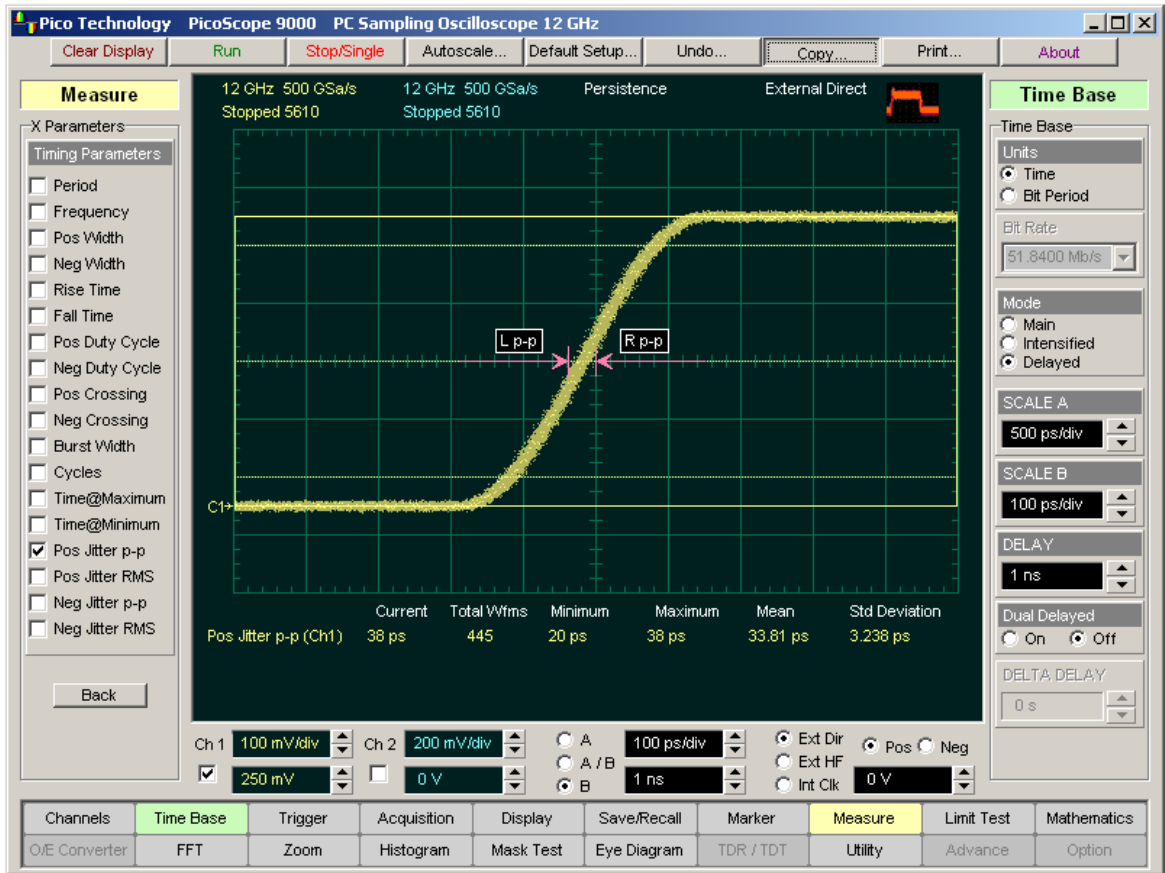 Pico Technology PicoScope 9000 PC Sampling Oscilloscope 12 GHz
Clear Display Run Stop/Single Autoscale... Default Setup... Undo... Copy... Print... About
Measure
X Parameters
Timing Parameters
Period
Frequency
Pos Width
Neg Width
Rise Time
Fall Time
Pos Duty Cycle
Neg Duty Cycle
Pos Crossing
Neg Crossing
Burst Width
Cycles
Time@Maximum
Time@Minimum
Pos Jitter p-p
Pos Jitter RMS
Neg Jitter p-p
Neg Jitter RMS
Back
12 GHz 500 GSa/s 12 GHz 500 GSa/s Persistence External Direct
Stopped 5610 Stopped 5610
L p-p R p-p
C1
Current Total Wfms Minimum Maximum Mean Std Deviation
Pos Jitter p-p (Ch1) 38 ps 445 20 ps 38 ps 33.81 ps 3.238 ps
Time Base
Time Base
Units
Time
Bit Period
Bit Rate
51.8400 Mb/s
Mode
Main
Intensified
Delayed
SCALE A
500 ps/div
SCALE B
100 ps/div
DELAY
1 ns
Dual Delayed
On Off
DELTA DELAY
0 s
Ch 1 100 mV/div Ch 2 200 mV/div A 100 ps/div Ext Dir Pos Neg
A / B Ext HF
250 mV 0 V B 1 ns Int Clk 0 V
Channels Time Base Trigger Acquisition Display Save/Recall Marker Measure Limit Test Mathematics
O/E Converter FFT Zoom Histogram Mask Test Eye Diagram TDR / TDT Utility Advance Option